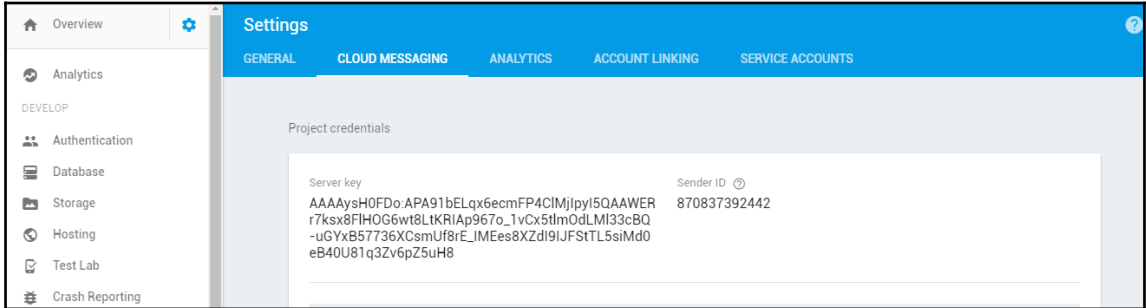 Overview
Analytics
DEVELOP
Authentication
Database
Storage
Hosting
Test Lab
Crash Reporting
Settings
GENERAL CLOUD MESSAGING ANALYTICS ACCOUNT LINKING SERVICE ACCOUNTS
Project credentials
Server key
AAAAysH0FDo:APA91bELqx6ecmFP4ClMjIpyI5QAAWER
r7ksx8FlHOG6wt8LtKRIAp967o_1vCx5tlmOdLMl33cBQ
-uGYxB57736XCsmUf8rE_IMEes8XZdI9IJFStTL5siMd0
eB40U81q3Zv6pZ5uH8
Sender ID
870837392442